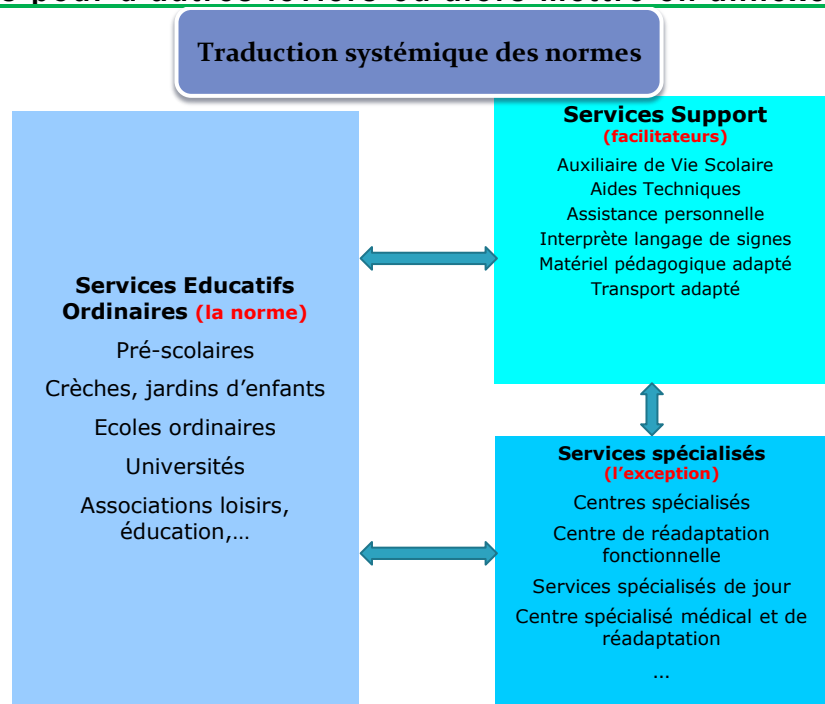 Traduction systémique des normes
Services Educatifs
Ordinaires (la norme)
Pré-scolaires
Crèches, jardins d’enfants
Ecoles ordinaires
Universités
Associations loisirs,
éducation,…
Services Support
(facilitateurs)
Auxiliaire de Vie Scolaire
Aides Techniques
Assistance personnelle
Interprète langage de signes
Matériel pédagogique adapté
Transport adapté
Services spécialisés
(l’exception)
Centres spécialisés
Centre de réadaptation
fonctionnelle
Services spécialisés de jour
Centre spécialisé médical et de
réadaptation
…